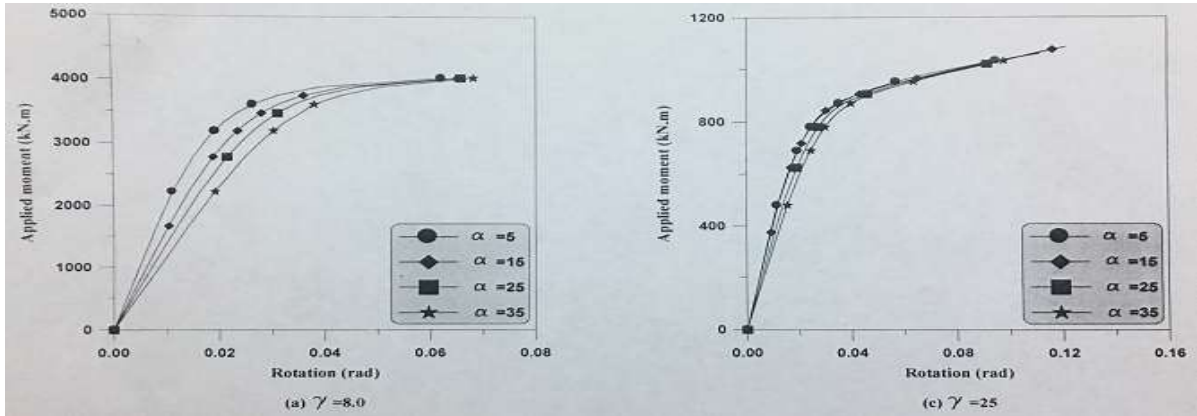 5000
4000
3000
2000
1000
0
Applied moment (kN.m)
0.00
0.02
0.04
0.06
0.08
Rotation (rad)
α =5
α =15
α =25
α =35
(a) γ =8.0
1200
800
400
0
Applied moment (kN.m)
0.00
0.04
0.08
0.12
0.16
Rotation (rad)
α =5
α =15
α =25
α =35
(c) γ =25